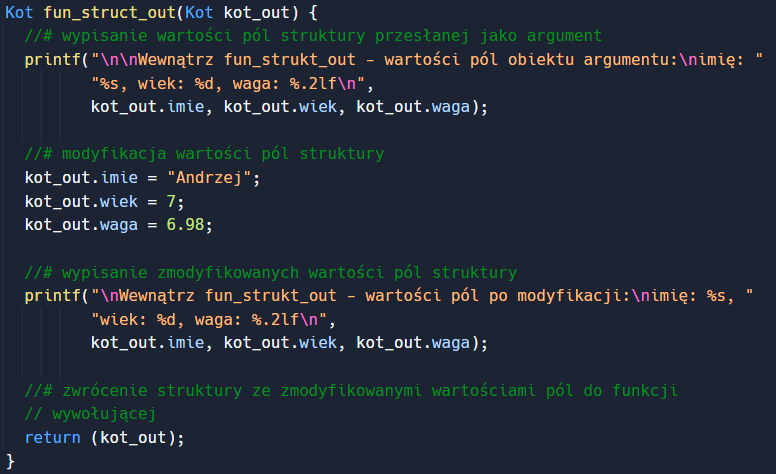 Kot fun_struct_out(Kot kot_out) {
//# wypisanie wartości pól struktury przesłanej jako argument
printf("\n\nWewnątrz fun_strukt_out – wartości pól obiektu argumentu:\nimię: "
"%s, wiek: %d, waga: %.2lf\n",
kot_out.imie, kot_out.wiek, kot_out.waga);
//# modyfikacja wartości pól struktury
kot_out.imie = "Andrzej";
kot_out.wiek = 7;
kot_out.waga = 6.98;
//# wypisanie zmodyfikowanych wartości pól struktury
printf("\nWewnątrz fun_strukt_out – wartości pól po modyfikacji:\nimię: %s, "
"wiek: %d, waga: %.2lf\n",
kot_out.imie, kot_out.wiek, kot_out.waga);
//# zwrócenie struktury ze zmodyfikowanymi wartościami pól do funkcji
// wywołującej
return (kot_out);
}